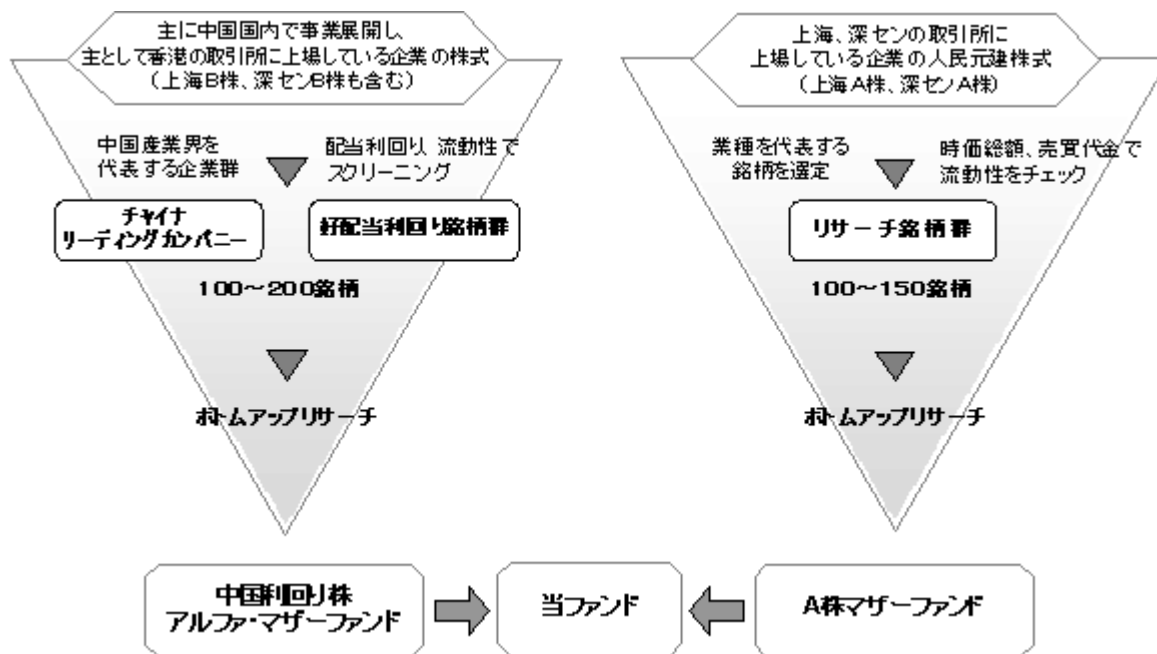 主に中国国内で事業展開し、
主として香港の取引所に上場している企業の株式
（上海B株、深センB株も含む）
中国産業界を
代表する企業群
配当利回り、流動性で
スクリーニング
チャイナ
リーディングカンパニー
好配当利回り銘柄群
100～200銘柄
ボトムアップリサーチ
上海、深センの取引所に
上場している企業の人民元建株式
（上海A株、深センA株）
業種を代表する
銘柄を選定
時価総額、売買代金で
流動性をチェック
リサーチ銘柄群
100～150銘柄
ボトムアップリサーチ
中国利回り株
アルファ・マザーファンド
当ファンド
A株マザーファンド